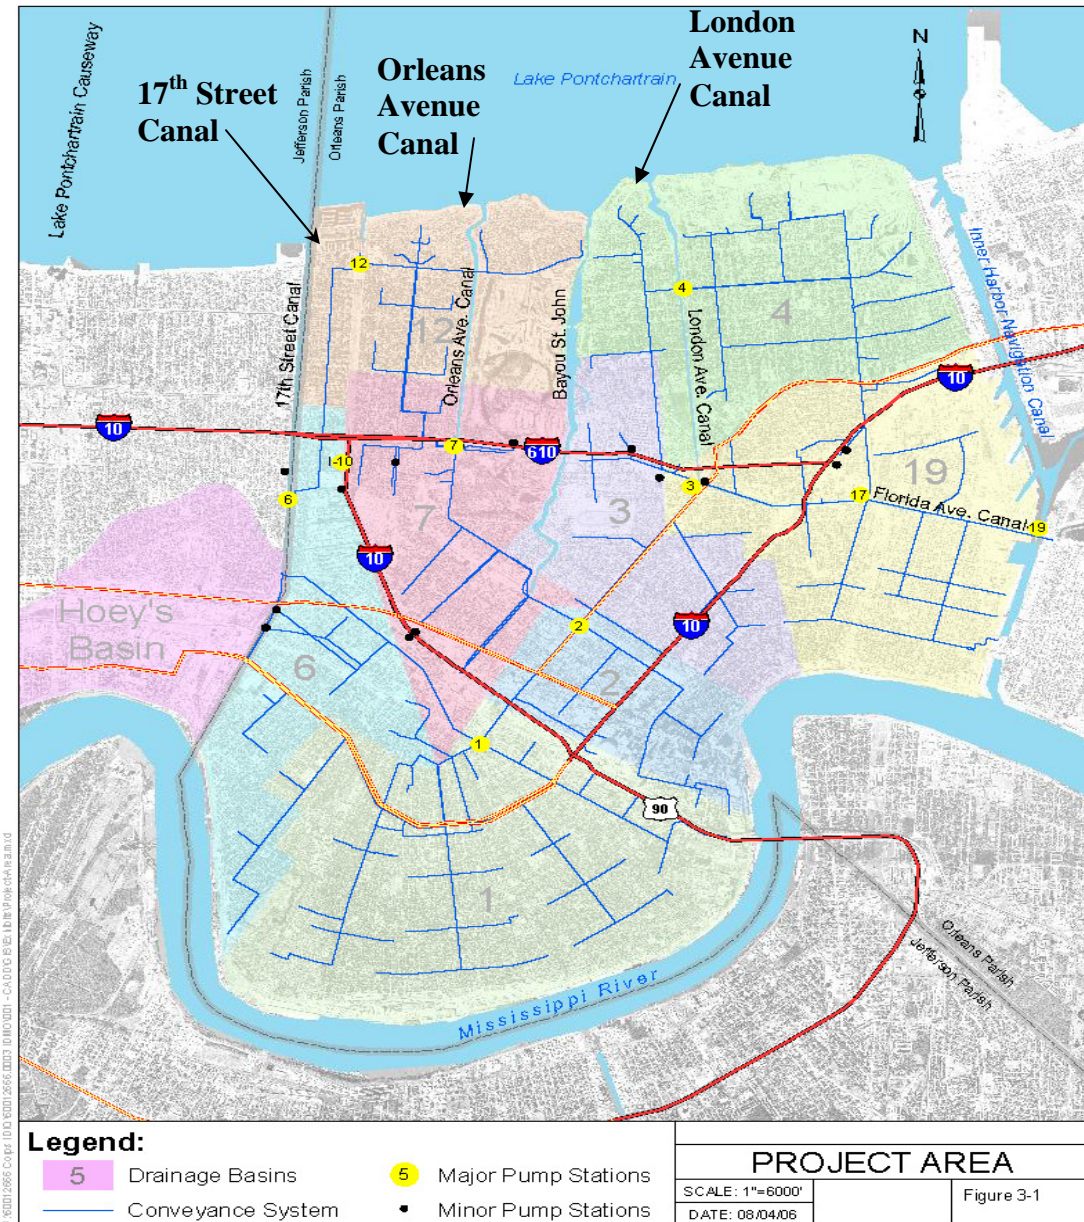 17th Street
Canal
Orleans
Avenue
Canal
London
Avenue
Canal
Lake Pontchartrain
N
Lake Pontchartrain Causeway
Jefferson Parish
Orleans Parish
Inner Harbor Navigation Canal
17th Street Canal
Orleans Ave. Canal
Bayou St. John
London Ave. Canal
12
12
4
4
10
10
610
I-10
7
7
6
3
3
17
19
Florida Ave. Canal
19
10
10
Hoey's
Basin
6
2
2
1
90
1
Mississippi River
Orleans Parish
Jefferson Parish
Legend:
5 Drainage Basins
Conveyance System
5 Major Pump Stations
Minor Pump Stations
PROJECT AREA
SCALE: 1"=6000'
DATE: 08/04/06
Figure 3-1